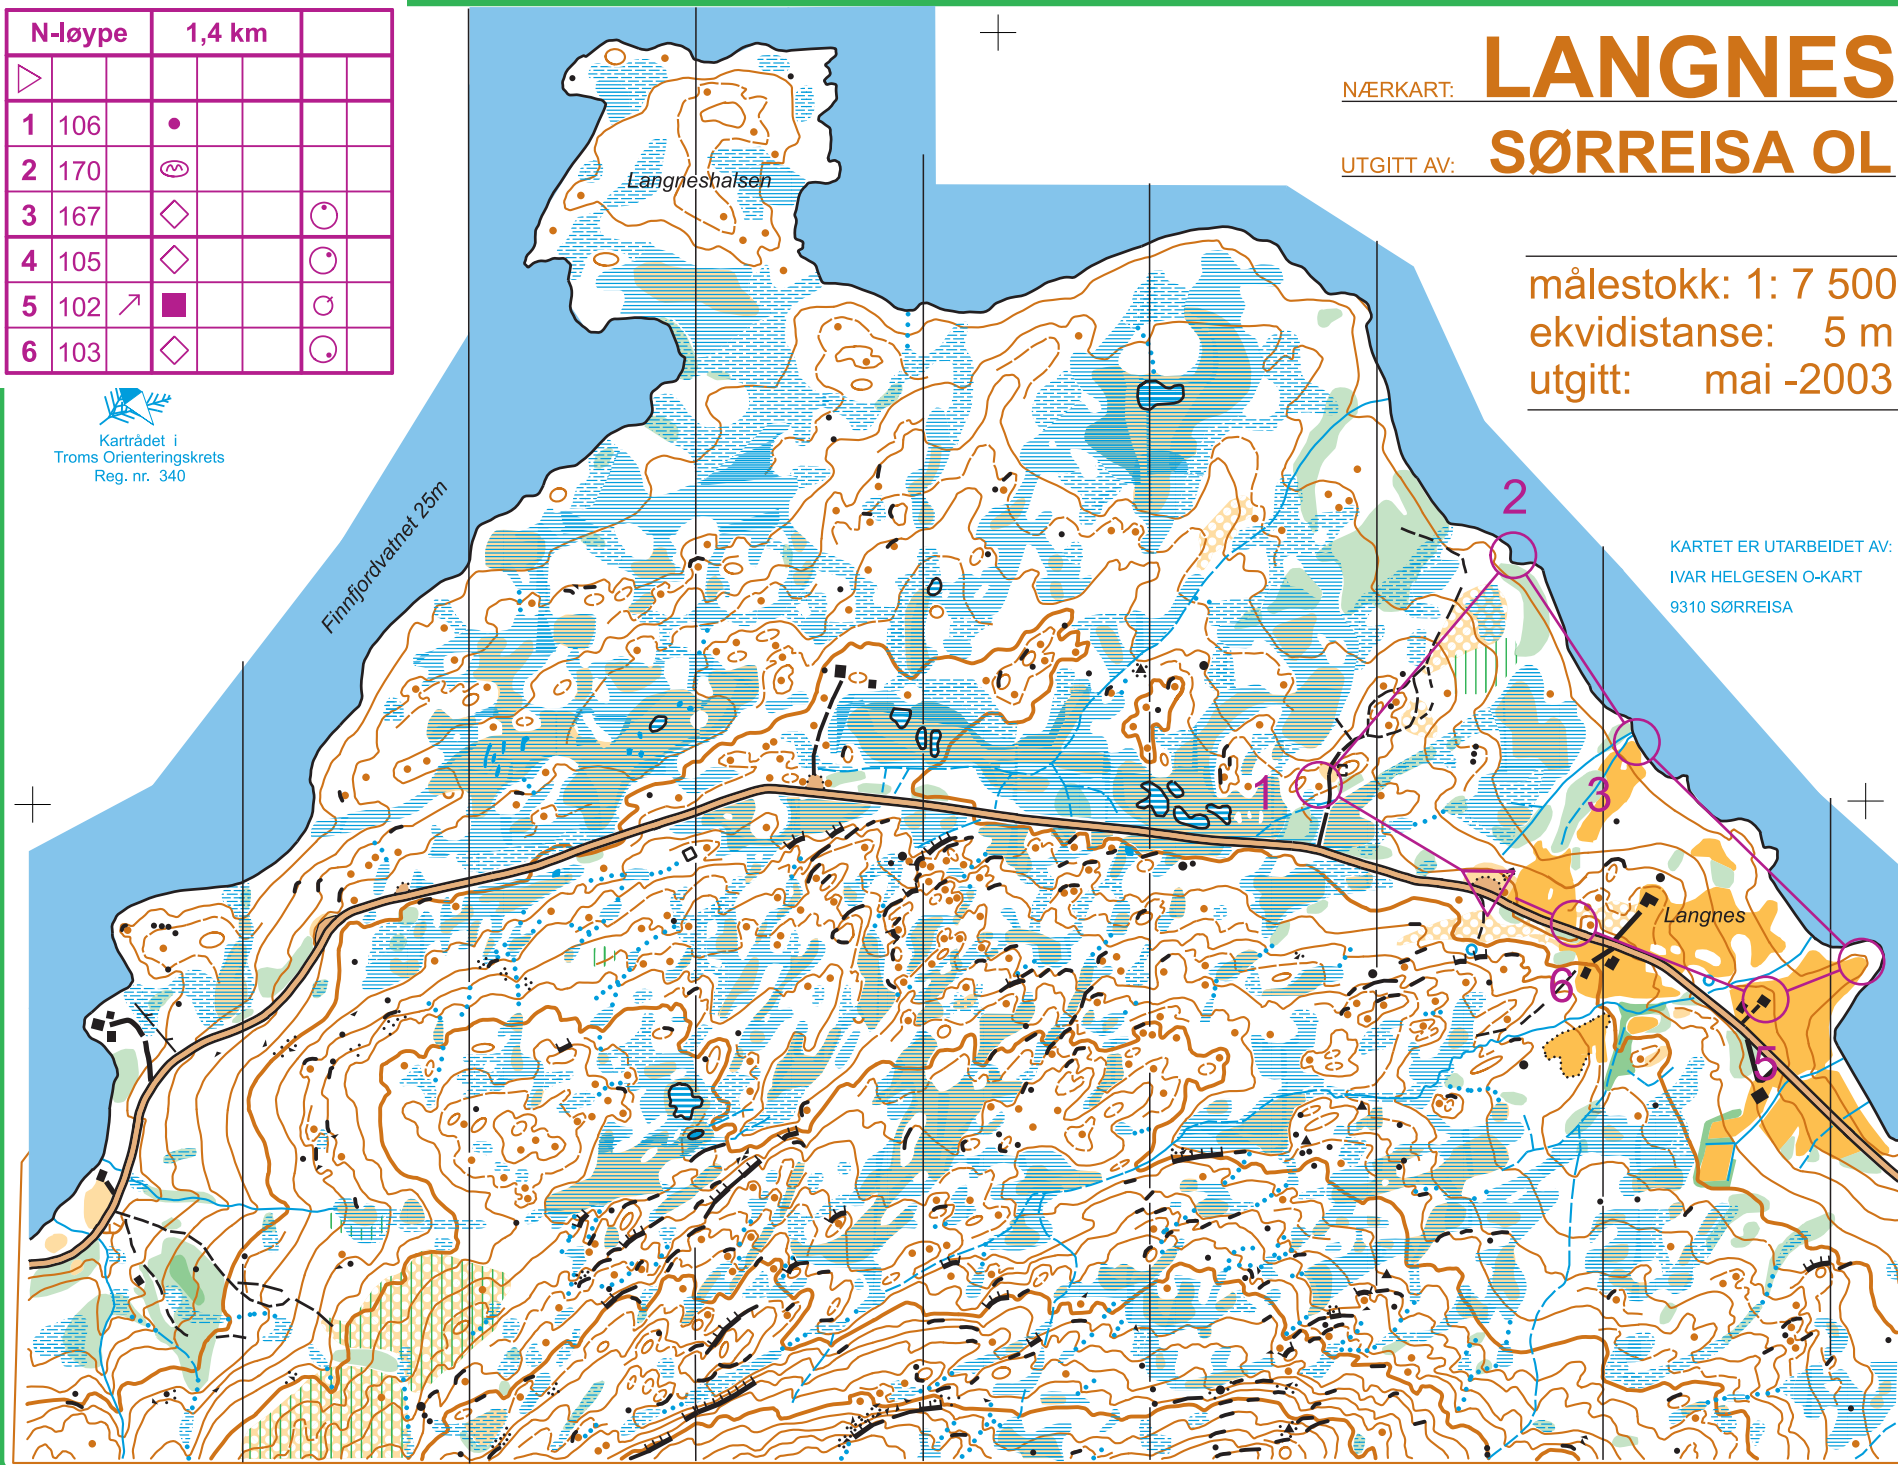 N-løype 1,4 km
1 106
2 170
3 167
4 105
5 102
6 103
Kartrådet i
Troms Orienteringskrets
Reg. nr. 340
NÆRKART: LANGNES
UTGITT AV: SØRREISA OL
målestokk: 1: 7 500
ekvidistanse: 5 m
utgitt: mai -2003
KARTET ER UTARBEIDET AV:
IVAR HELGESEN O-KART
9310 SØRREISA
Langneshalsen
Finnfjordvatnet 25m
2
1
3
Langnes
6
5